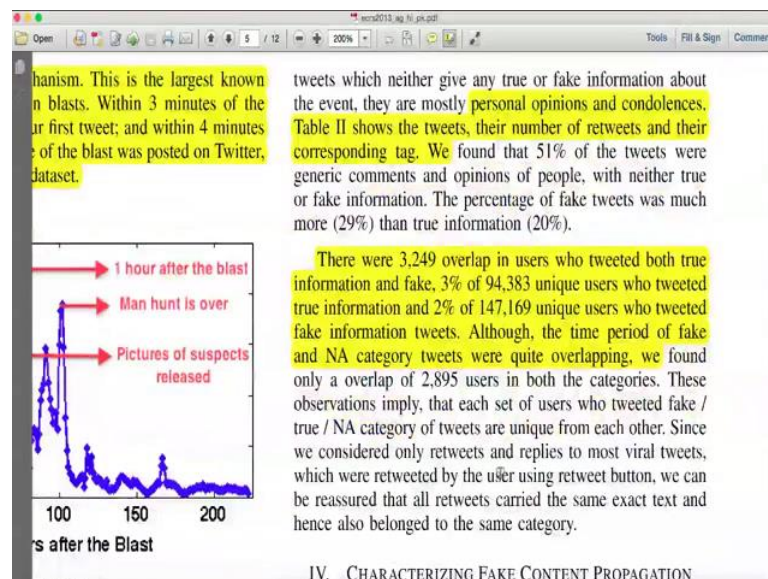 ecrs2013_ag_hl_pk.pdf
Open
5
/ 12
200%
Tools
Fill & Sign
Commen
hanism. This is the largest known
n blasts. Within 3 minutes of the
ur first tweet; and within 4 minutes
e of the blast was posted on Twitter,
dataset.
1 hour after the blast
Man hunt is over
Pictures of suspects
released
100 150 200
rs after the Blast
tweets which neither give any true or fake information about
the event, they are mostly personal opinions and condolences.
Table II shows the tweets, their number of retweets and their
corresponding tag. We found that 51% of the tweets were
generic comments and opinions of people, with neither true
or fake information. The percentage of fake tweets was much
more (29%) than true information (20%).
There were 3,249 overlap in users who tweeted both true
information and fake, 3% of 94,383 unique users who tweeted
true information and 2% of 147,169 unique users who tweeted
fake information tweets. Although, the time period of fake
and NA category tweets were quite overlapping, we found
only a overlap of 2,895 users in both the categories. These
observations imply, that each set of users who tweeted fake /
true / NA category of tweets are unique from each other. Since
we considered only retweets and replies to most viral tweets,
which were retweeted by the user using retweet button, we can
be reassured that all retweets carried the same exact text and
hence also belonged to the same category.
IV. CHARACTERIZING FAKE CONTENT PROPAGATION